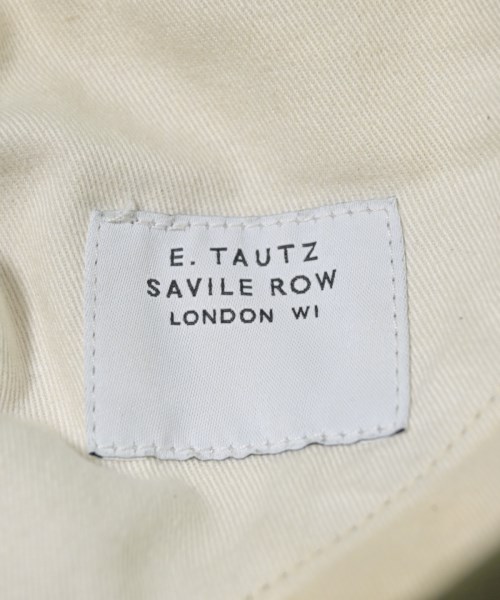 E. TAUTZ
SAVILE ROW
LONDON W1